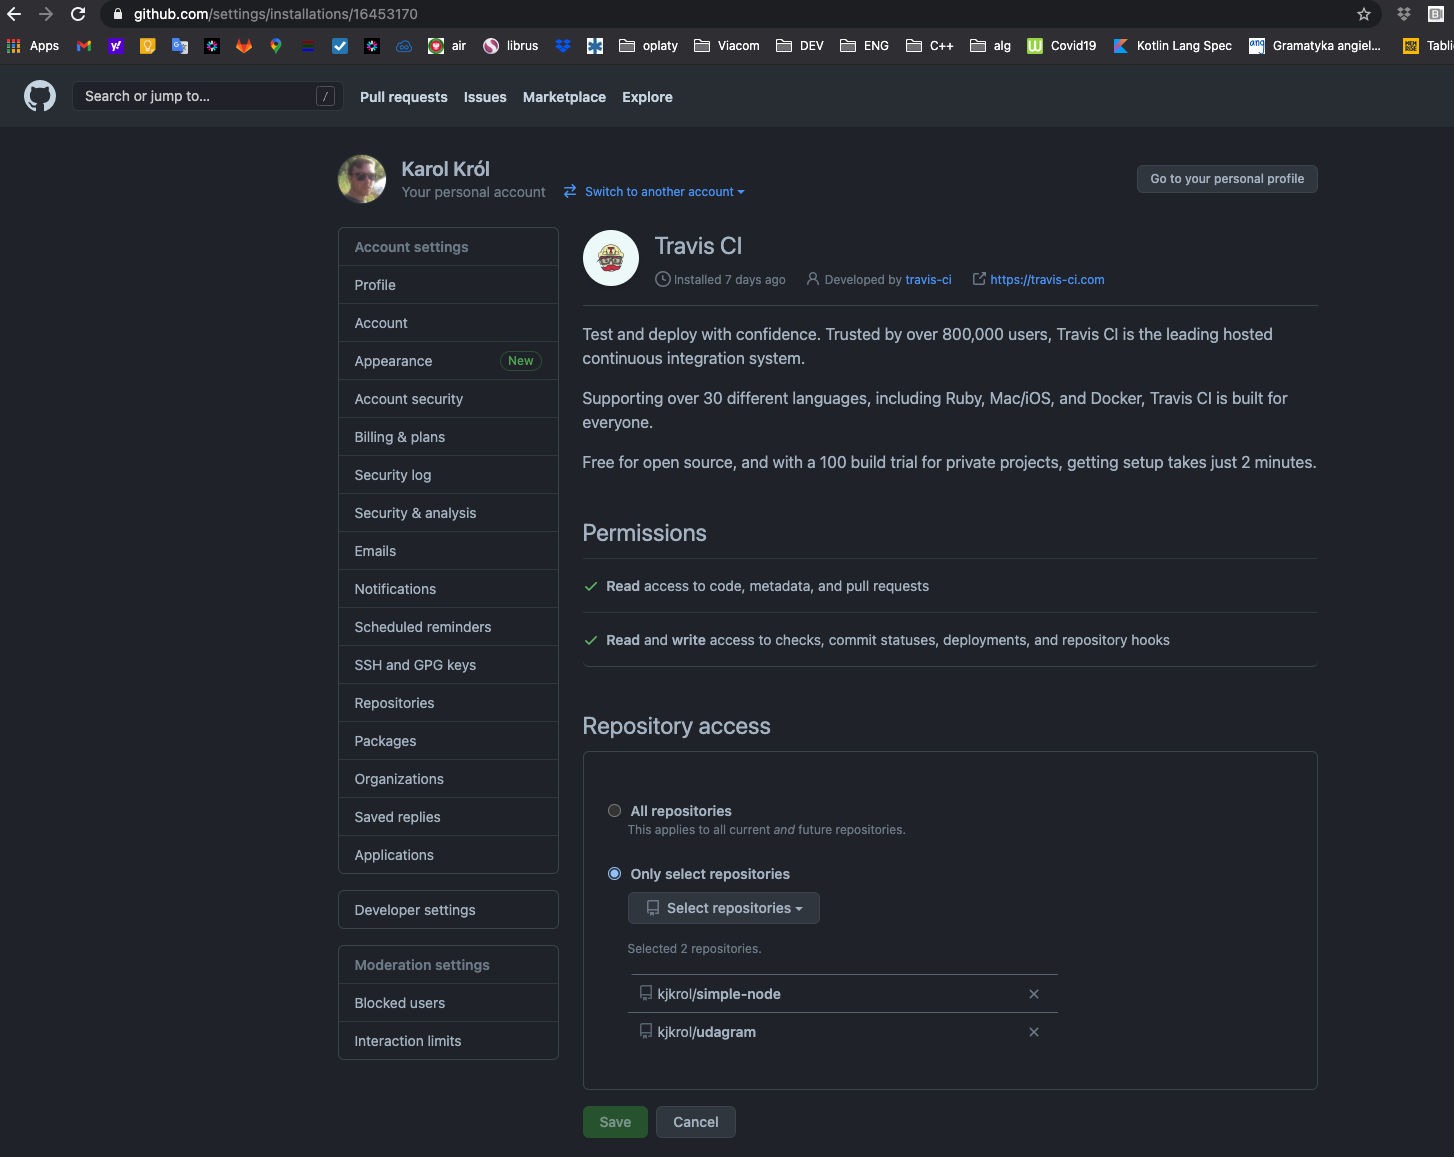 github.com/settings/installations/16453170
Apps
air
librus
oplaty
Viacom
DEV
ENG
C++
alg
Covid19
Kotlin Lang Spec
Gramatyka angiel...
Search or jump to...
/
Pull requests
Issues
Marketplace
Explore
Karol Król
Your personal account
Switch to another account
Go to your personal profile
Account settings
Profile
Account
Appearance
New
Account security
Billing & plans
Security log
Security & analysis
Emails
Notifications
Scheduled reminders
SSH and GPG keys
Repositories
Packages
Organizations
Saved replies
Applications
Developer settings
Moderation settings
Blocked users
Interaction limits
Travis CI
Installed 7 days ago
Developed by travis-ci
https://travis-ci.com
Test and deploy with confidence. Trusted by over 800,000 users, Travis CI is the leading hosted
continuous integration system.
Supporting over 30 different languages, including Ruby, Mac/iOS, and Docker, Travis CI is built for
everyone.
Free for open source, and with a 100 build trial for private projects, getting setup takes just 2 minutes.
Permissions
Read access to code, metadata, and pull requests
Read and write access to checks, commit statuses, deployments, and repository hooks
Repository access
All repositories
This applies to all current and future repositories.
Only select repositories
Select repositories
Selected 2 repositories.
kjkrol/simple-node
kjkrol/udagram
Save
Cancel